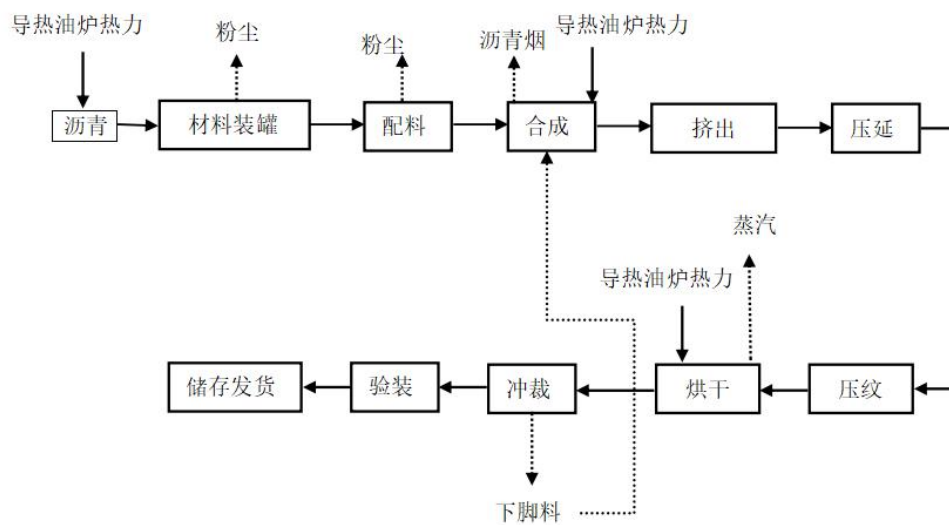 导热油炉热力
粉尘
粉尘
沥青烟
导热油炉热力
沥青
材料装罐
配料
合成
挤出
压延
蒸汽
导热油炉热力
储存发货
验装
冲裁
烘干
压纹
下脚料